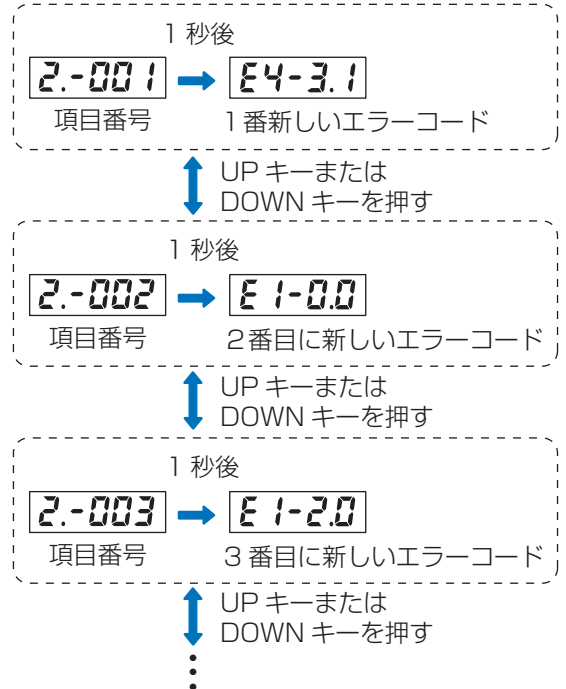 1 秒後
2.-001 E4-3.1
項目番号 1番新しいエラーコード
UP キーまたは
DOWN キーを押す
1 秒後
2.-002 E1-0.0
項目番号 2番目に新しいエラーコード
UP キーまたは
DOWN キーを押す
1 秒後
2.-003 E1-2.0
項目番号 3 番目に新しいエラーコード
UP キーまたは
DOWN キーを押す